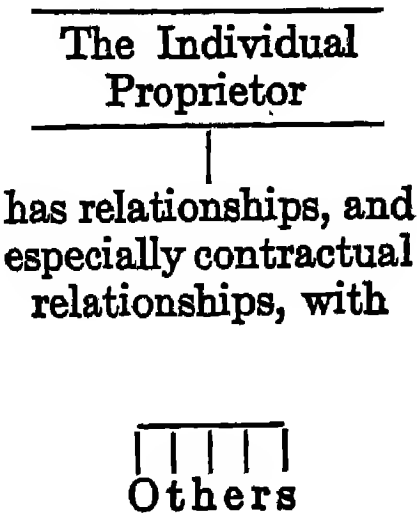 The Individual
Proprietor
has relationships, and
especially contractual
relationships, with
Others